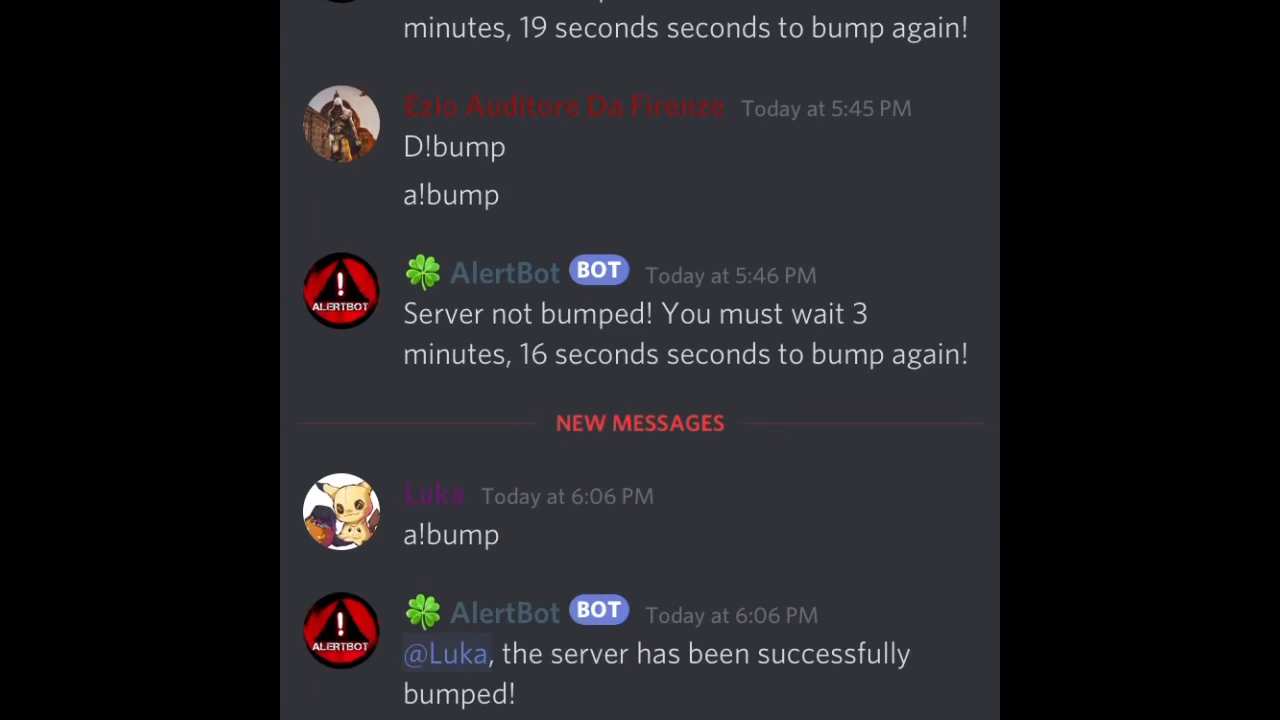 minutes, 19 seconds seconds to bump again!
Ezio Auditore Da Firenze Today at 5:45 PM
D!bump
a!bump
ALERTBOT
🍀 AlertBot BOT Today at 5:46 PM
Server not bumped! You must wait 3
minutes, 16 seconds seconds to bump again!
NEW MESSAGES
Luka Today at 6:06 PM
a!bump
ALERTBOT
🍀 AlertBot BOT Today at 6:06 PM
@Luka, the server has been successfully
bumped!